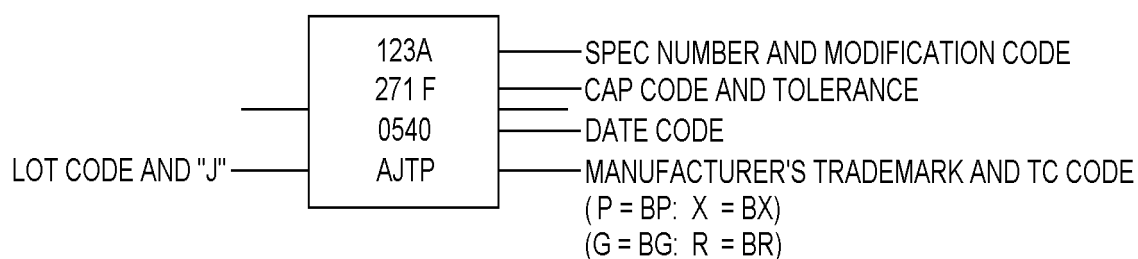 123A SPEC NUMBER AND MODIFICATION CODE
271 F CAP CODE AND TOLERANCE
0540 DATE CODE
LOT CODE AND "J" AJTP MANUFACTURER'S TRADEMARK AND TC CODE
( P = BP: X = BX)
(G = BG: R = BR)